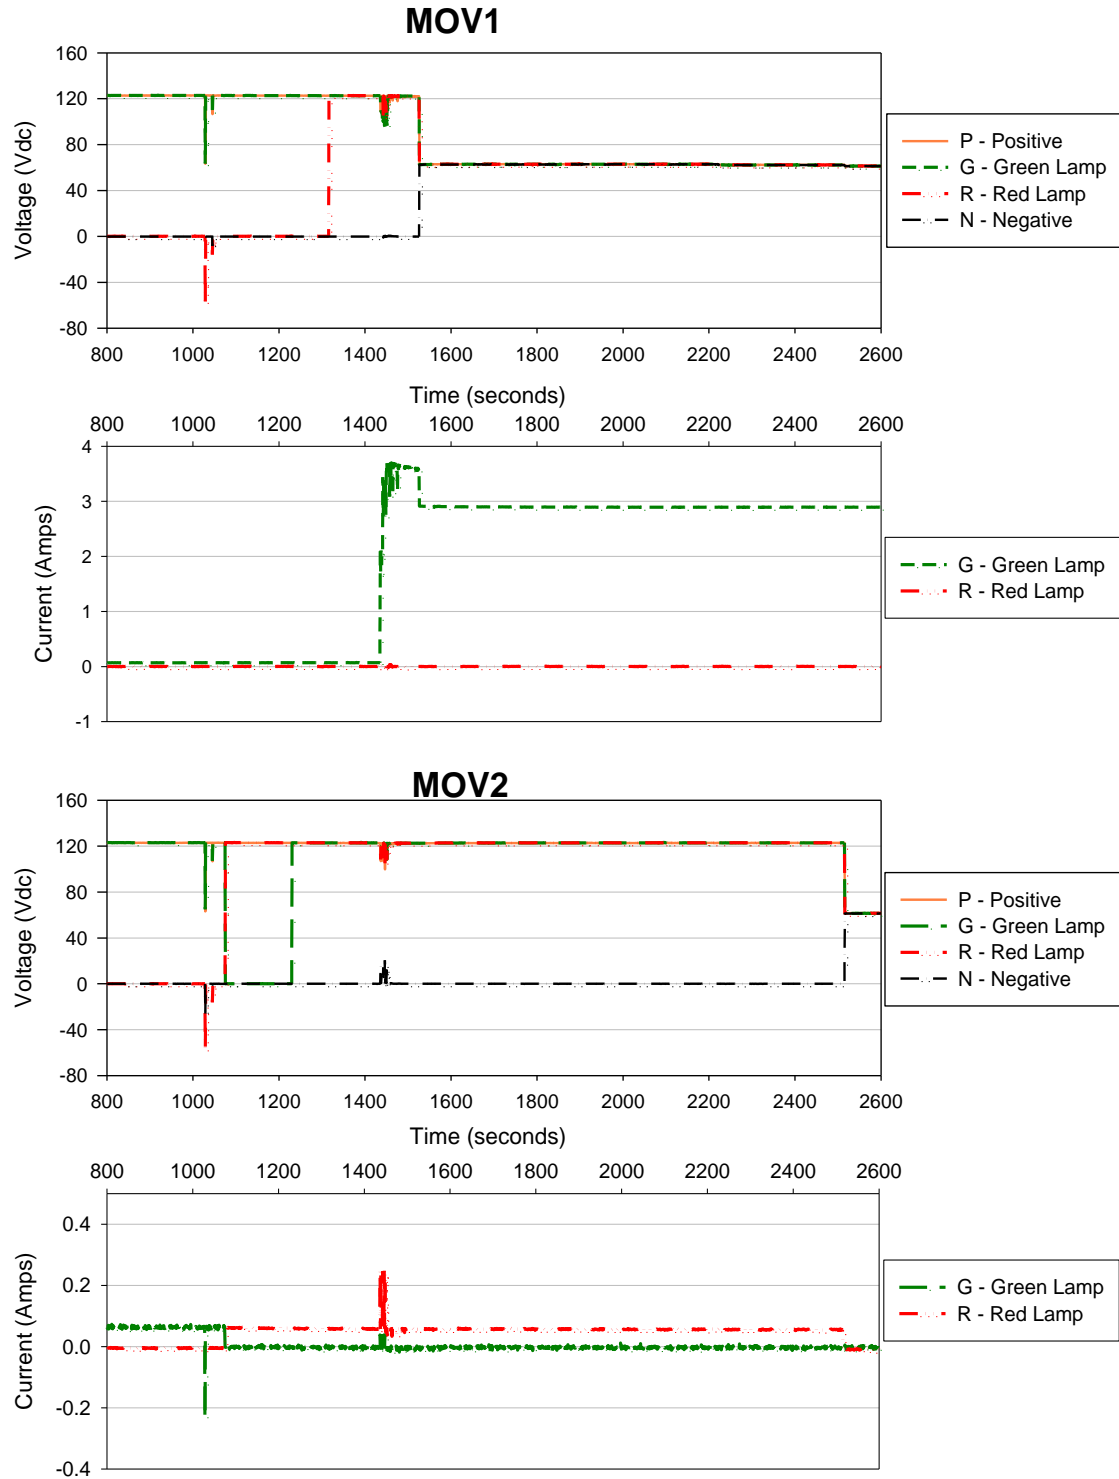 MOV1
160
120
80
40
0
-40
-80
Voltage (Vdc)
800 1000 1200 1400 1600 1800 2000 2200 2400 2600
P - Positive
G - Green Lamp
R - Red Lamp
N - Negative
Time (seconds)
800 1000 1200 1400 1600 1800 2000 2200 2400 2600
4
3
2
1
0
-1
Current (Amps)
G - Green Lamp
R - Red Lamp
MOV2
160
120
80
40
0
-40
-80
Voltage (Vdc)
800 1000 1200 1400 1600 1800 2000 2200 2400 2600
P - Positive
G - Green Lamp
R - Red Lamp
N - Negative
Time (seconds)
800 1000 1200 1400 1600 1800 2000 2200 2400 2600
0.4
0.2
0.0
-0.2
-0.4
Current (Amps)
G - Green Lamp
R - Red Lamp